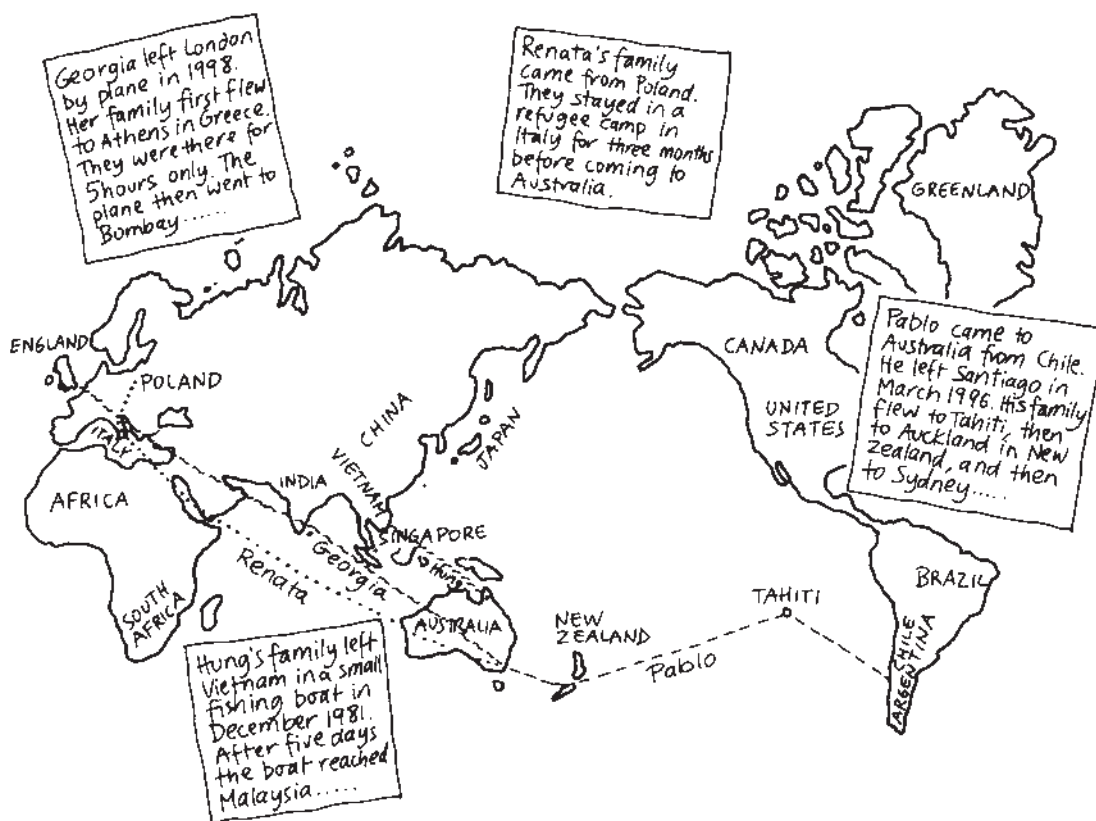 Georgia left London
by plane in 1998.
Her family first flew
to Athens in Greece.
They were there for
5 hours only. The
plane then went to
Bombay......
Renata's family
came from Poland.
They stayed in a
refugee camp in
Italy for three months
before coming to
Australia.
GREENLAND
Pablo came to
Australia from Chile.
He left Santiago in
March 1996. His family
flew to Tahiti, then
to Auckland in New
Zealand, and then
to Sydney.....
ENGLAND
POLAND
ITALY
AFRICA
SOUTH
AFRICA
INDIA
CHINA
VIETNAM
JAPAN
SINGAPORE
CANADA
UNITED
STATES
Renata
Georgia
Hung
AUSTRALIA
NEW
ZEALAND
TAHITI
Pablo
BRAZIL
CHILE
ARGENTINA
Hung's family left
Vietnam in a small
fishing boat in
December 1981.
After five days
the boat reached
Malaysia.....